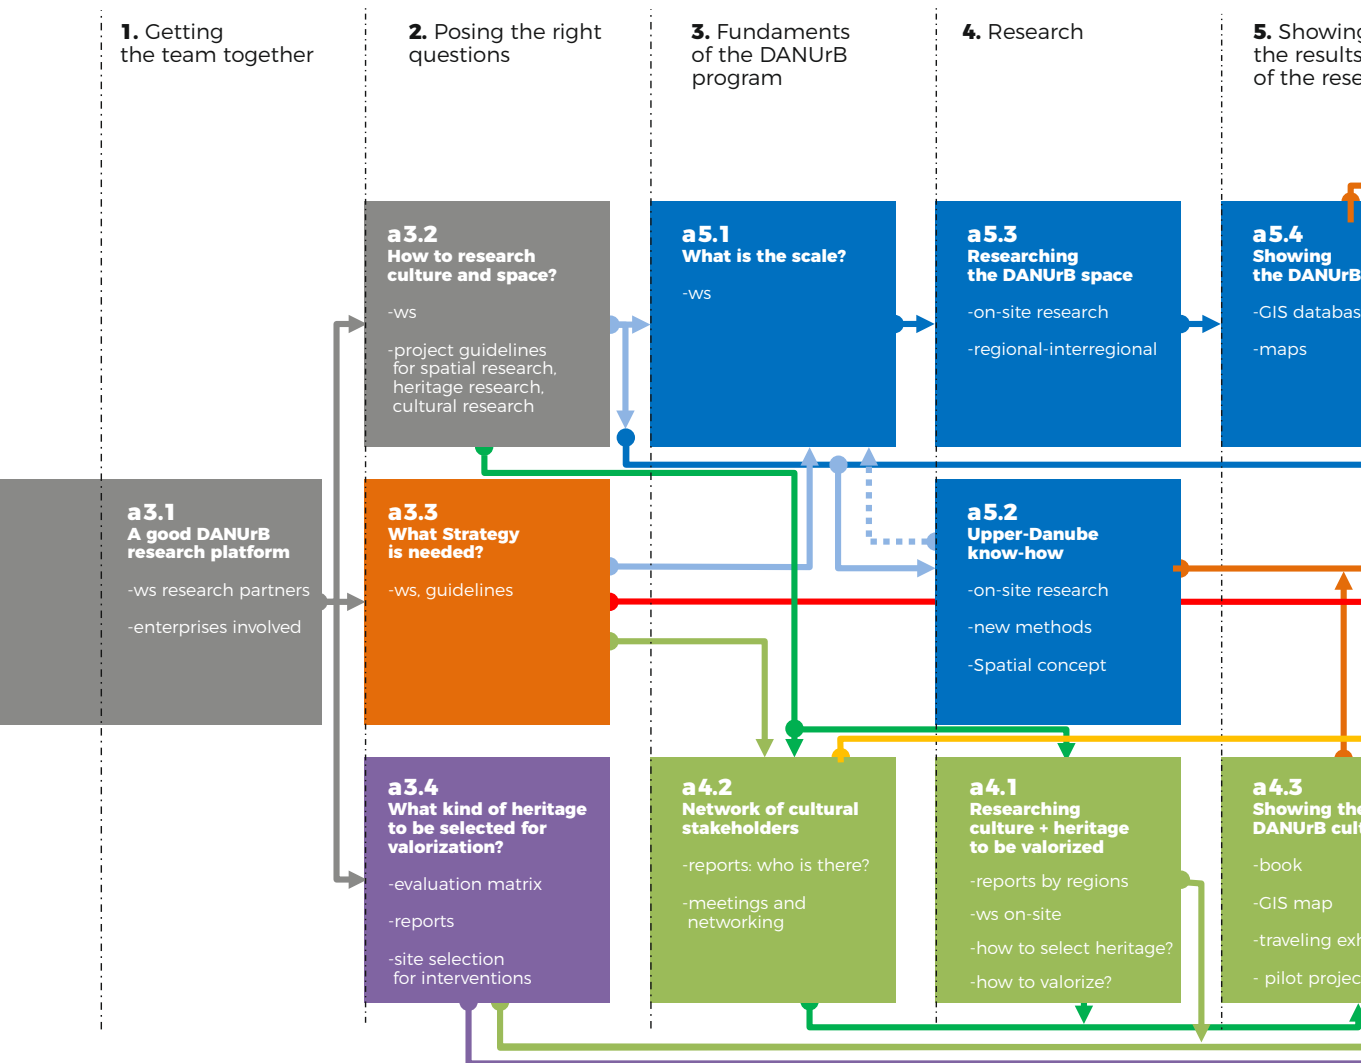 1. Getting
the team together
2. Posing the right
questions
3. Fundaments
of the DANUrB
program
4. Research
5. Showing
the results
of the
a3.2
How to research
culture and space?
-ws
-project guidelines
for spatial research,
heritage research,
cultural research
a5.1
What is the scale?
-ws
a5.3
Researching
the DANUrB space
-on-site research
-regional-interregional
a5.4
Showing
the DANUrB
-GIS
-maps
a3.1
A good DANUrB
research platform
-ws research partners
-enterprises involved
a3.3
What Strategy
is needed?
-ws, guidelines
a5.2
Upper-Danube
know-how
-on-site research
-new methods
-Spatial concept
a3.4
What kind of heritage
to be selected for
valorization?
-evaluation matrix
-reports
-site selection
for interventions
a4.2
Network of cultural
stakeholders
-reports: who is there?
-meetings and
networking
a4.1
Researching
culture + heritage
to be valorized
-reports by regions
-ws on-site
-how to select heritage?
-how to valorize?
a4.3
Showing the
DANUrB
-book
-GIS map
-traveling
- pilot